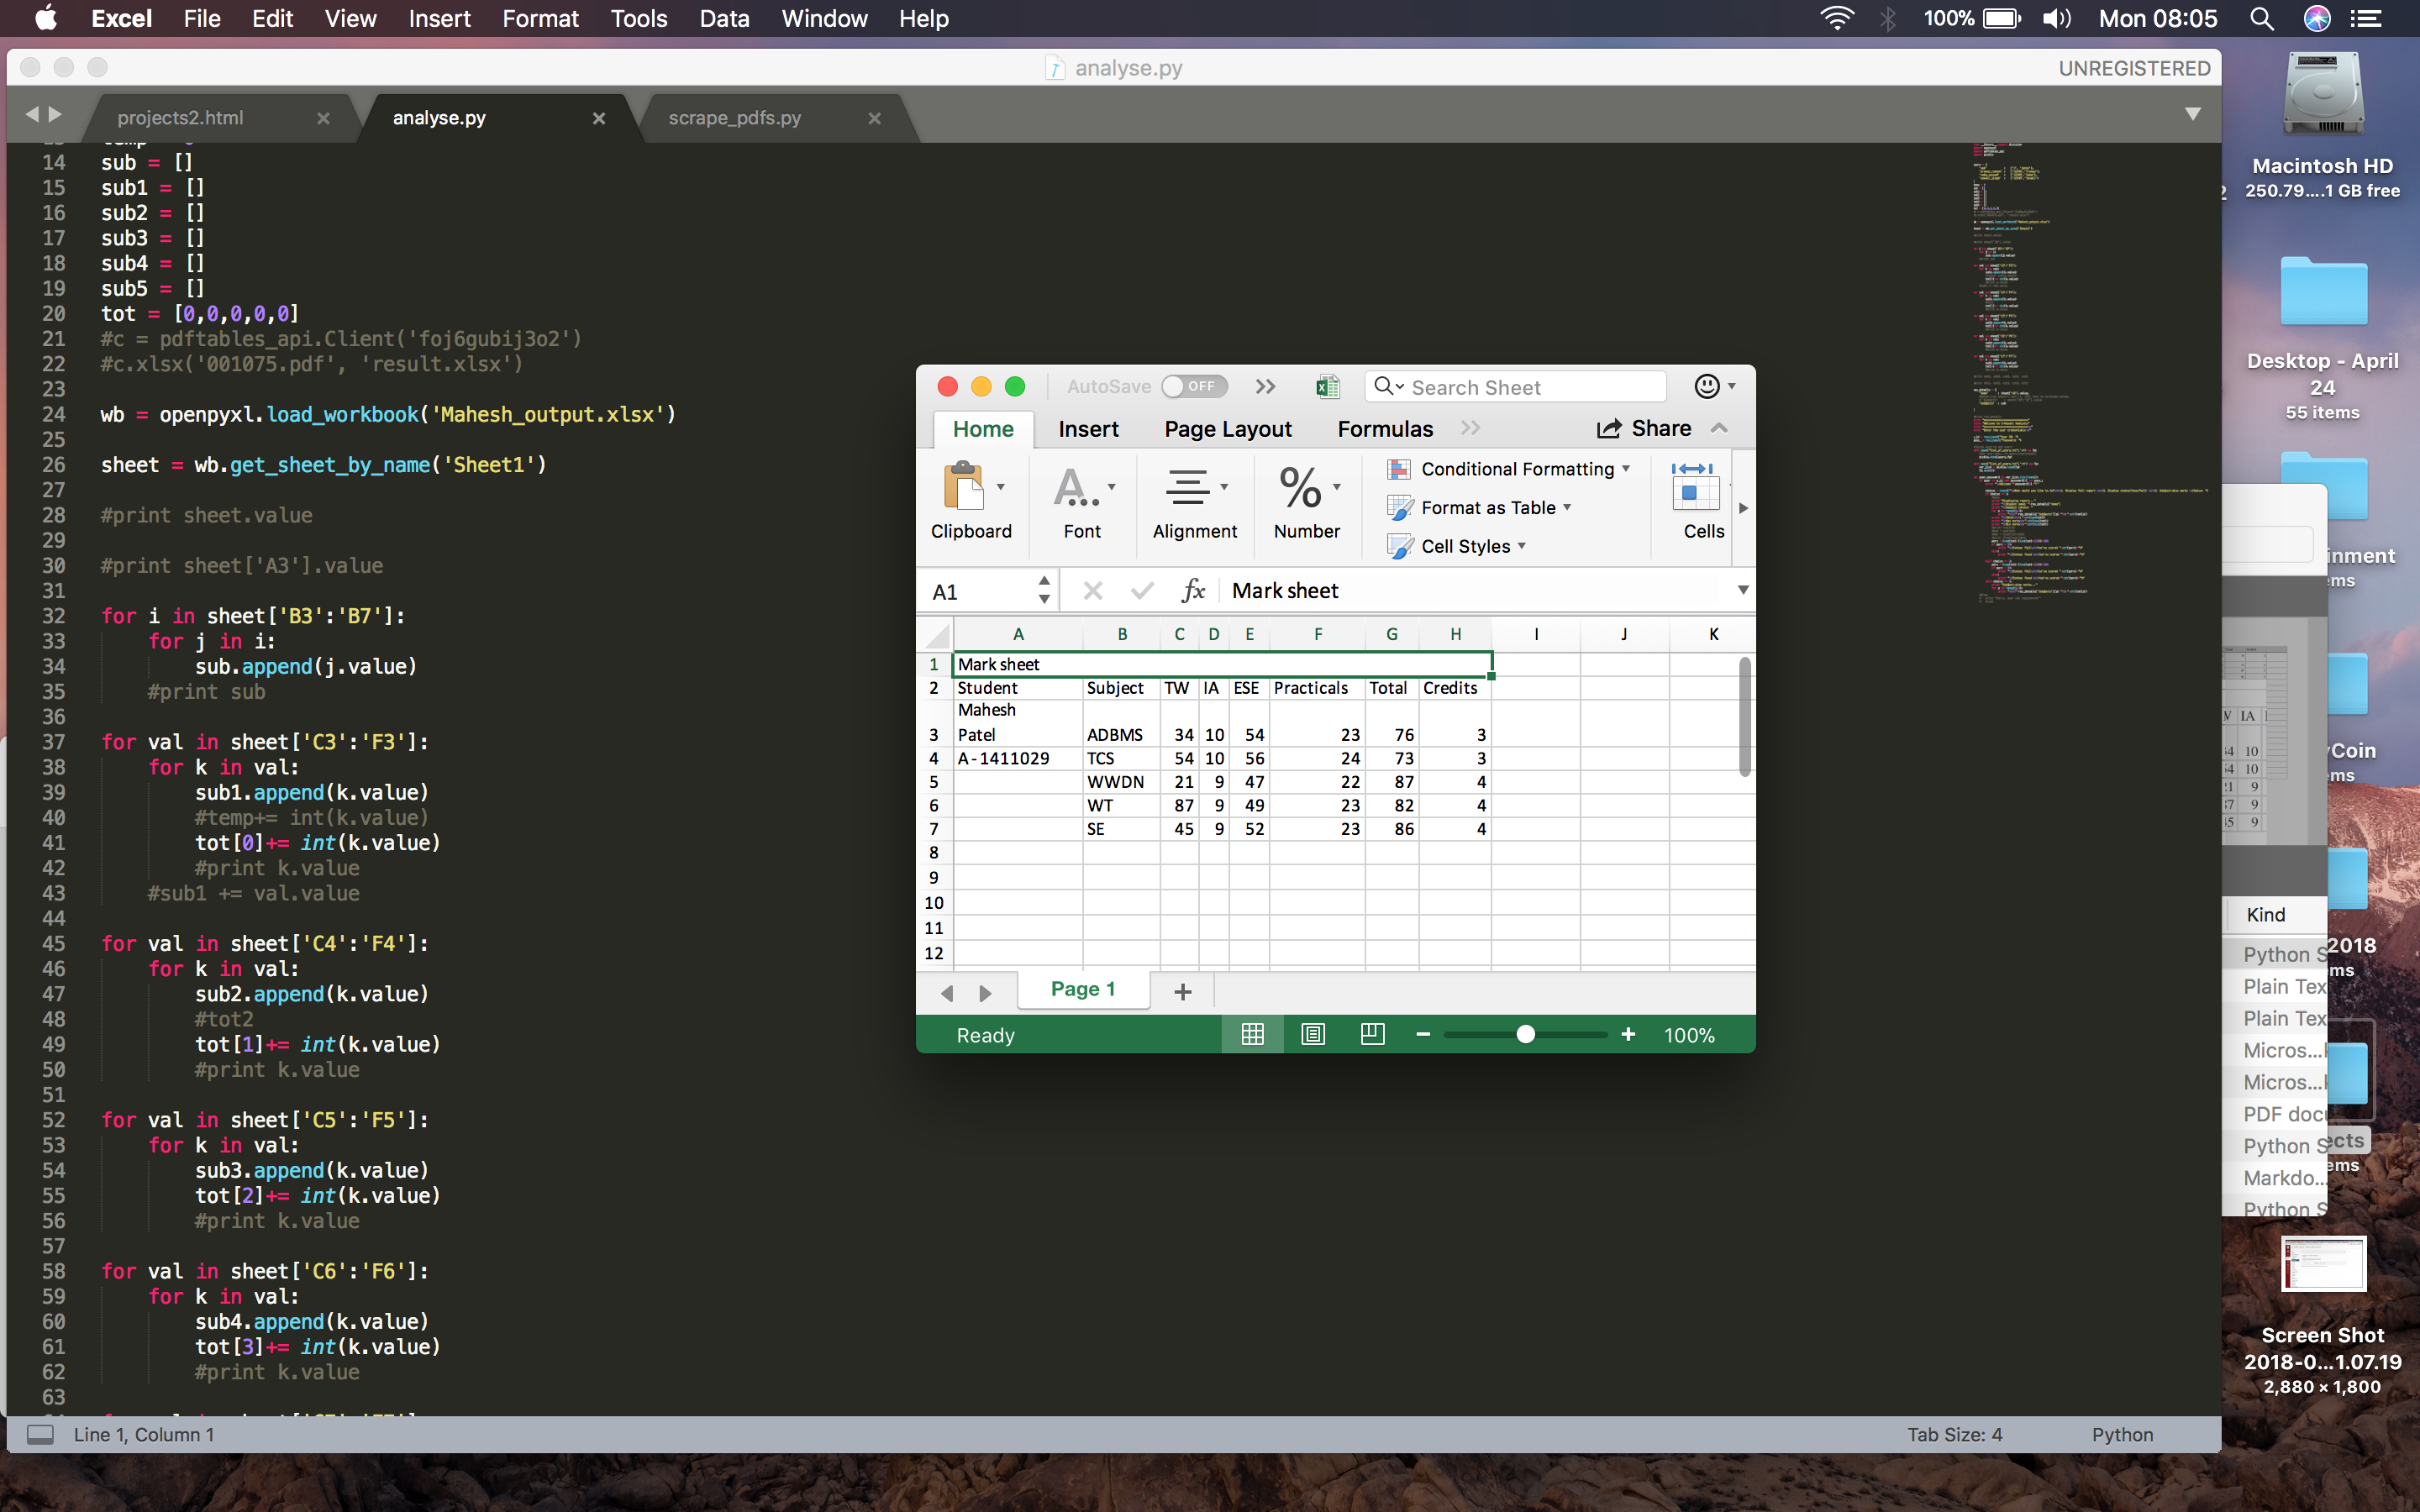 Excel File Edit View Insert Format Tools Data Window Help 100% Mon 08:05
analyse.py UNREGISTERED
projects2.html analyse.py scrape_pdfs.py
14 sub = []
15 sub1 = []
16 sub2 = []
17 sub3 = []
18 sub4 = []
19 sub5 = []
20 tot = [0,0,0,0,0]
21 #c = pdftables_api.Client('foj6gubij3o2')
22 #c.xlsx('001075.pdf', 'result.xlsx')
23
24 wb = openpyxl.load_workbook('Mahesh_output.xlsx')
25
26 sheet = wb.get_sheet_by_name('Sheet1')
27
28 #print sheet.value
29
30 #print sheet['A3'].value
31
32 for i in sheet['B3':'B7']:
33 for j in i:
34 sub.append(j.value)
35 #print sub
36
37 for val in sheet['C3':'F3']:
38 for k in val:
39 sub1.append(k.value)
40 #temp+= int(k.value)
41 tot[0]+= int(k.value)
42 #print k.value
43 #sub1 += val.value
44
45 for val in sheet['C4':'F4']:
46 for k in val:
47 sub2.append(k.value)
48 #tot2
49 tot[1]+= int(k.value)
50 #print k.value
51
52 for val in sheet['C5':'F5']:
53 for k in val:
54 sub3.append(k.value)
55 tot[2]+= int(k.value)
56 #print k.value
57
58 for val in sheet['C6':'F6']:
59 for k in val:
60 sub4.append(k.value)
61 tot[3]+= int(k.value)
62 #print k.value
63
Line 1, Column 1 Tab Size: 4 Python
AutoSave OFF Search Sheet
Home Insert Page Layout Formulas Share
Conditional Formatting
Format as Table
Cell Styles
Clipboard Font Alignment Number Cells
A1 fx Mark sheet
A B C D E F G H I J K
1 Mark sheet
2 Student Subject TW IA ESE Practicals Total Credits
Mahesh
3 Patel ADBMS 34 10 54 23 76 3
4 A-1411029 TCS 54 10 56 24 73 3
5 WWDN 21 9 47 22 87 4
6 WT 87 9 49 23 82 4
7 SE 45 9 52 23 86 4
8
9
10
11
12
Page 1
Ready 100%
Macintosh HD
250.79....1 GB free
Desktop - April
24
55 items
inment
ms
yCoin
ems
IA
10
10
9
9
9
Kind
2018
ms
Python S
Plain Tex
Plain Tex
Micros...
Micros...
PDF docu
Python S
Markdo...
Python S
ects
ems
Screen Shot
2018-0...1.07.19
2,880 × 1,800